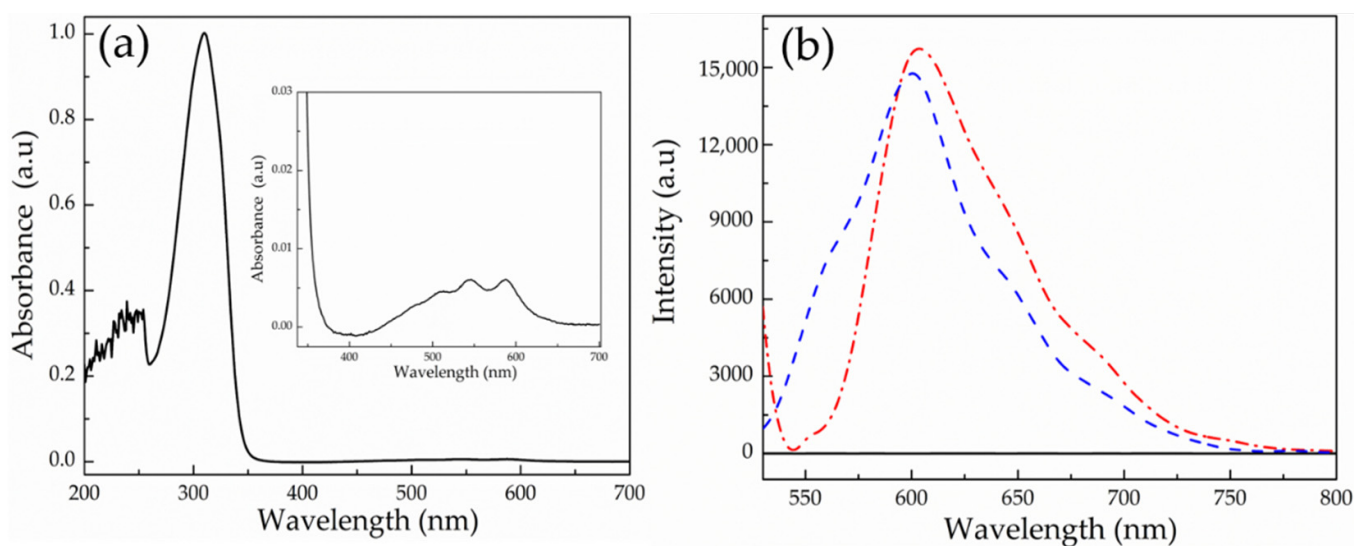 (a)
1.0
0.8
0.6
0.4
0.2
0.0
Absorbance (a.u)
200 300 400 500 600 700
Wavelength (nm)
0.03
0.02
0.01
0.00
Absorbance (a.u)
400 500 600 700
Wavelength (nm)
(b)
15,000
12,000
9000
6000
3000
0
Intensity (a.u)
550 600 650 700 750 800
Wavelength (nm)